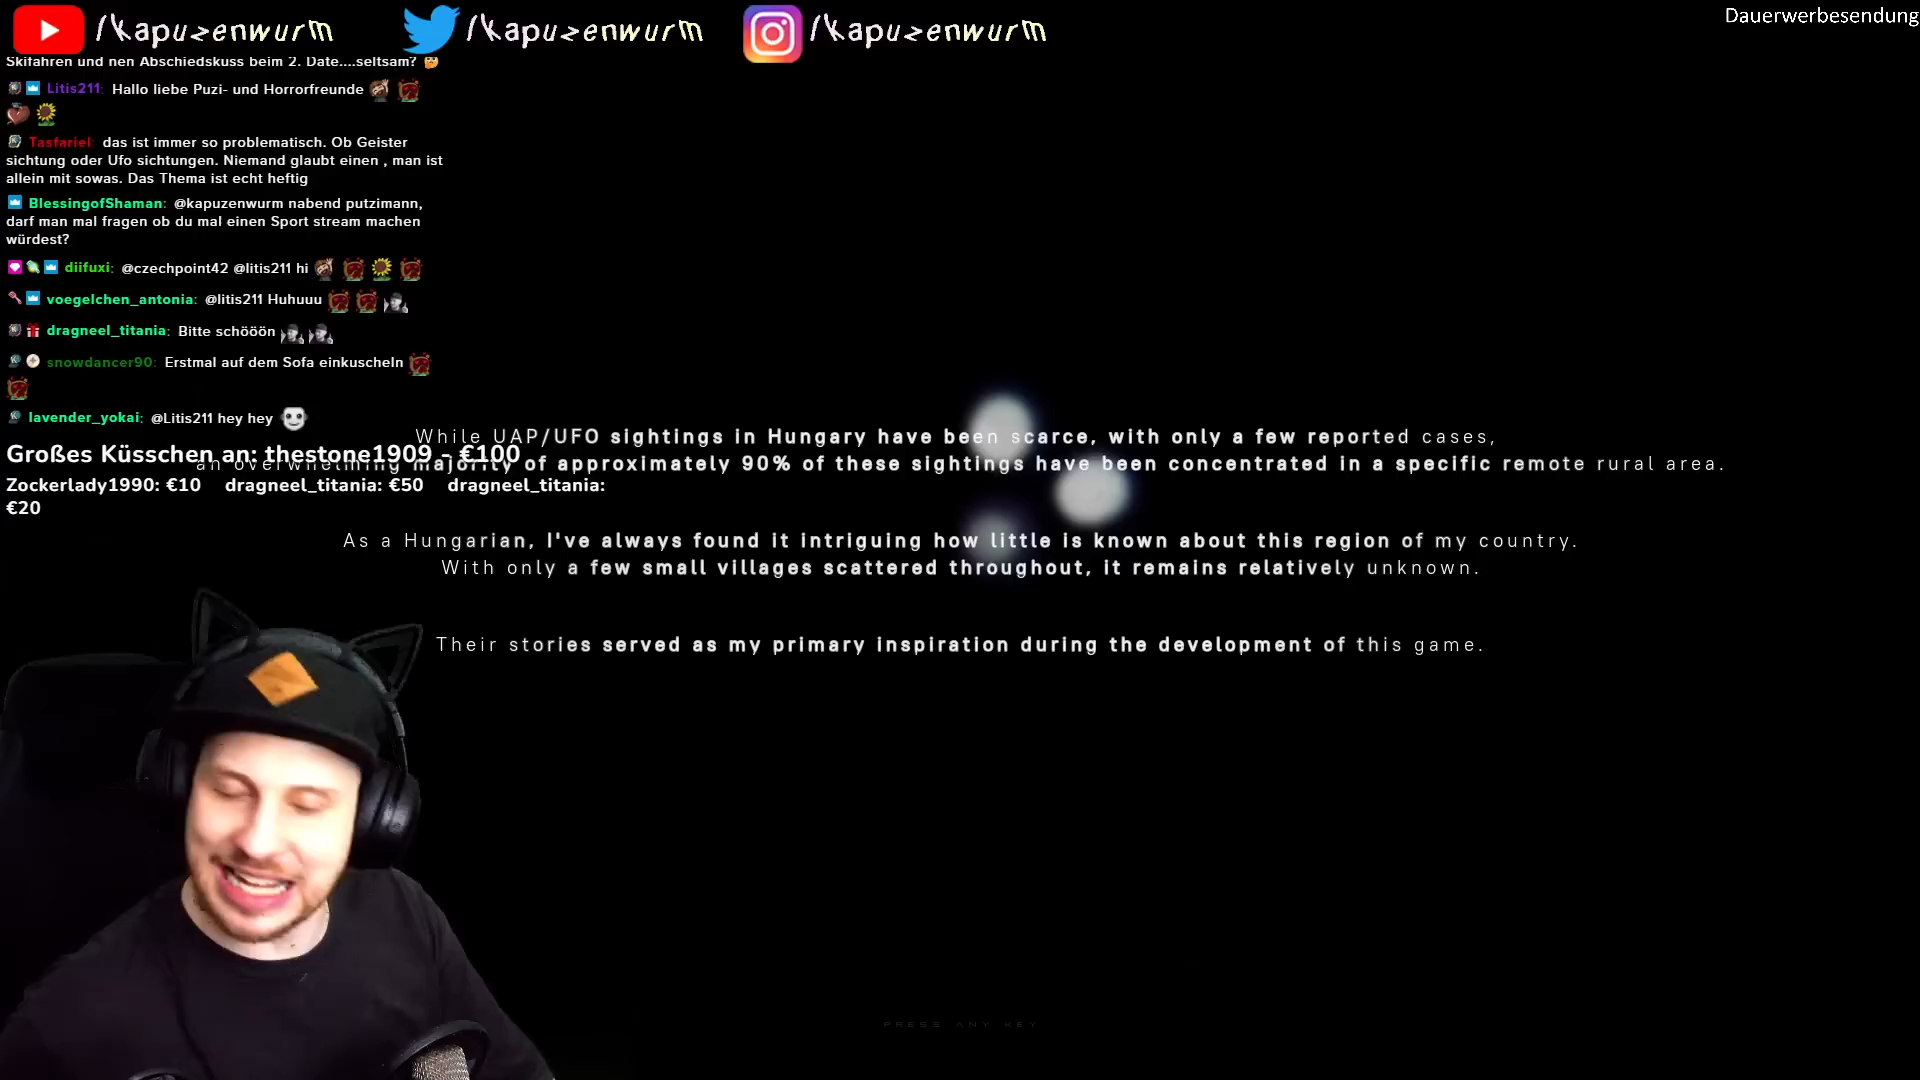 /kapuzenwurm /kapuzenwurm /kapuzenwurm
Dauerwerbesendung
Skifahren und nen Abschiedskuss beim 2. Date....seltsam?
Litis211: Hallo liebe Puzi- und Horrorfreunde
Tasfariel: das ist immer so problematisch. Ob Geister
sichtung oder Ufo sichtungen. Niemand glaubt einen , man ist
allein mit sowas. Das Thema ist echt heftig
BlessingofShaman: @kapuzenwurm nabend putzimann,
darf man mal fragen ob du mal einen Sport stream machen
würdest?
diifuxi: @czechpoint42 @litis211 hi
voegelchen_antonia: @litis211 Huhuuu
dragneel_titania: Bitte schööön
snowdancer90: Erstmal auf dem Sofa einkuscheln
lavender_yokai: @Litis211 hey hey
Großes Küsschen an: thestone1909 - €100
Zockerlady1990: €10 dragneel_titania: €50 dragneel_titania:
€20
While UAP/UFO sightings in Hungary have been scarce, with only a few reported cases,
an overwhelming majority of approximately 90% of these sightings have been concentrated in a specific remote rural area.
As a Hungarian, I've always found it intriguing how little is known about this region of my country.
With only a few small villages scattered throughout, it remains relatively unknown.
Their stories served as my primary inspiration during the development of this game.
PRESS ANY KEY